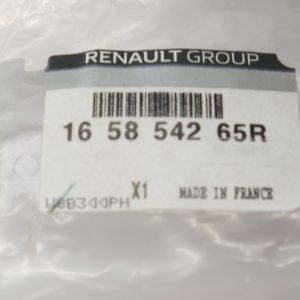 RENAULT GROUP
16 58 542 65R
X1 MADE IN FRANCE